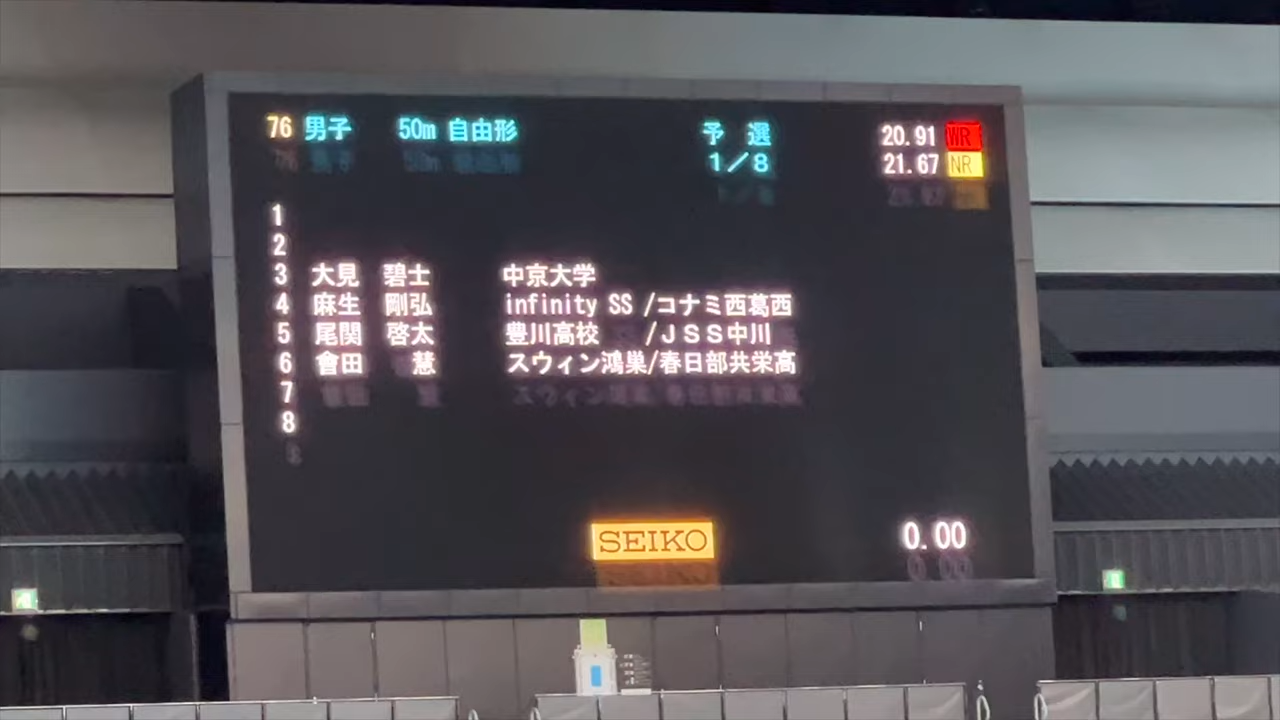 76 男子 50m 自由形 予 選 20.91 WR
1/8 21.67 NR
1
2
3 大見 碧士 中京大学
4 麻生 剛弘 infinity SS /コナミ西葛西
5 尾関 啓太 豊川高校 /JSS中川
6 會田 慧 スウィン鴻巣/春日部共栄高
7
8
SEIKO 0.00